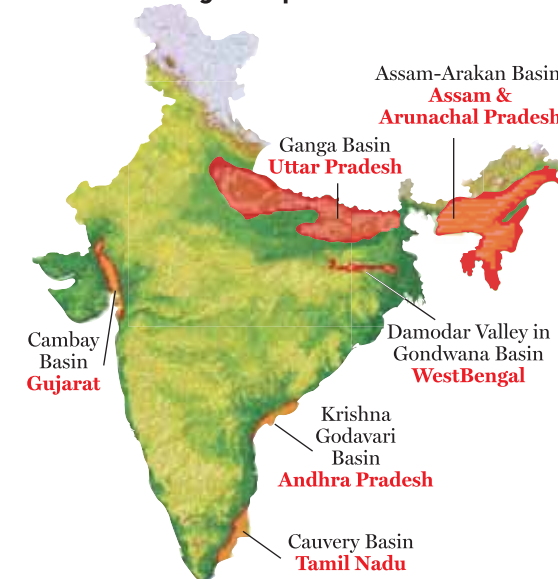 Assam-Arakan Basin
Assam &
Arunachal Pradesh
Ganga Basin
Uttar Pradesh
Damodar Valley in
Gondwana Basin
WestBengal
Cambay
Basin
Gujarat
Krishna
Godavari
Basin
Andhra Pradesh
Cauvery Basin
Tamil Nadu